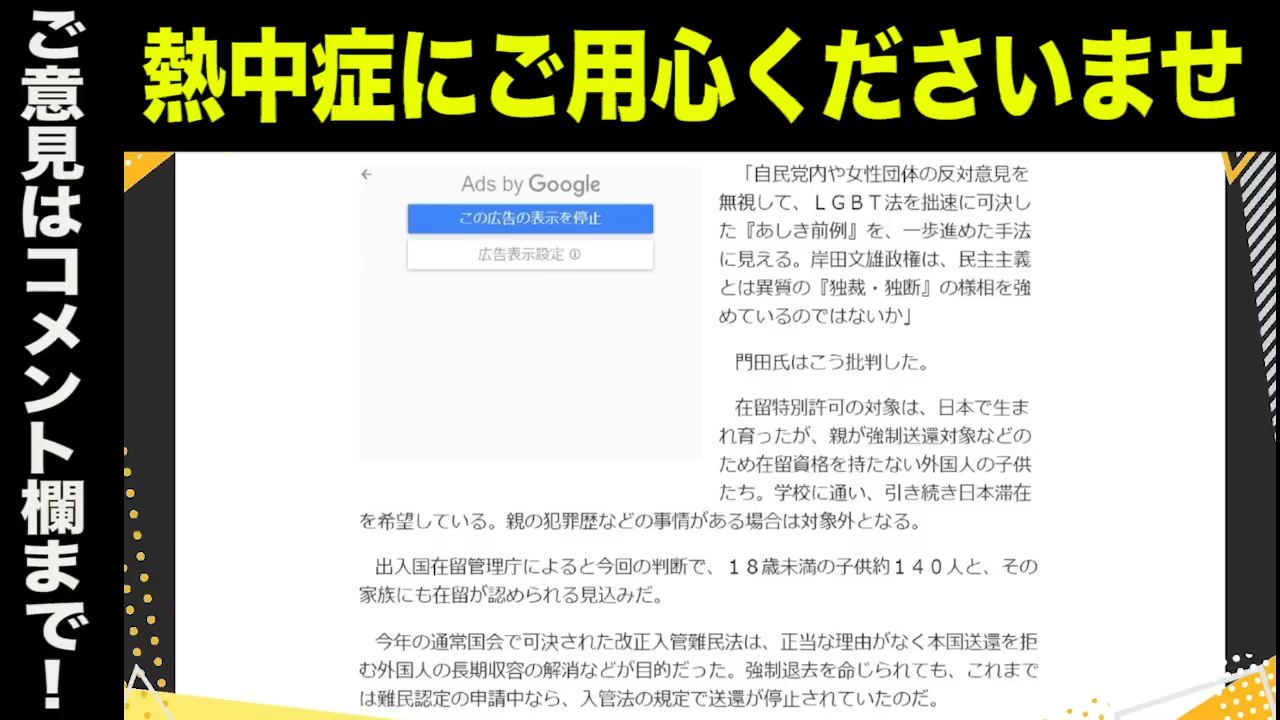 熱中症にご用心くださいませ
ご意見はコメント欄まで！
Ads by Google
この広告の表示を停止
広告表示設定
「自民党内や女性団体の反対意見を
無視して、ＬＧＢＴ法を拙速に可決し
た『あしき前例』を、一歩進めた手法
に見える。岸田文雄政権は、民主主義
とは異質の『独裁・独断』の様相を強
めているのではないか」
門田氏はこう批判した。
在留特別許可の対象は、日本で生ま
れ育ったが、親が強制送還対象などの
ため在留資格を持たない外国人の子供
たち。学校に通い、引き続き日本滞在
を希望している。親の犯罪歴などの事情がある場合は対象外となる。
出入国在留管理庁によると今回の判断で、１８歳未満の子供約１４０人と、その
家族にも在留が認められる見込みだ。
今年の通常国会で可決された改正入管難民法は、正当な理由がなく本国送還を拒
む外国人の長期収容の解消などが目的だった。強制退去を命じられても、これまで
は難民認定の申請中なら、入管法の規定で送還が停止されていたのだ。